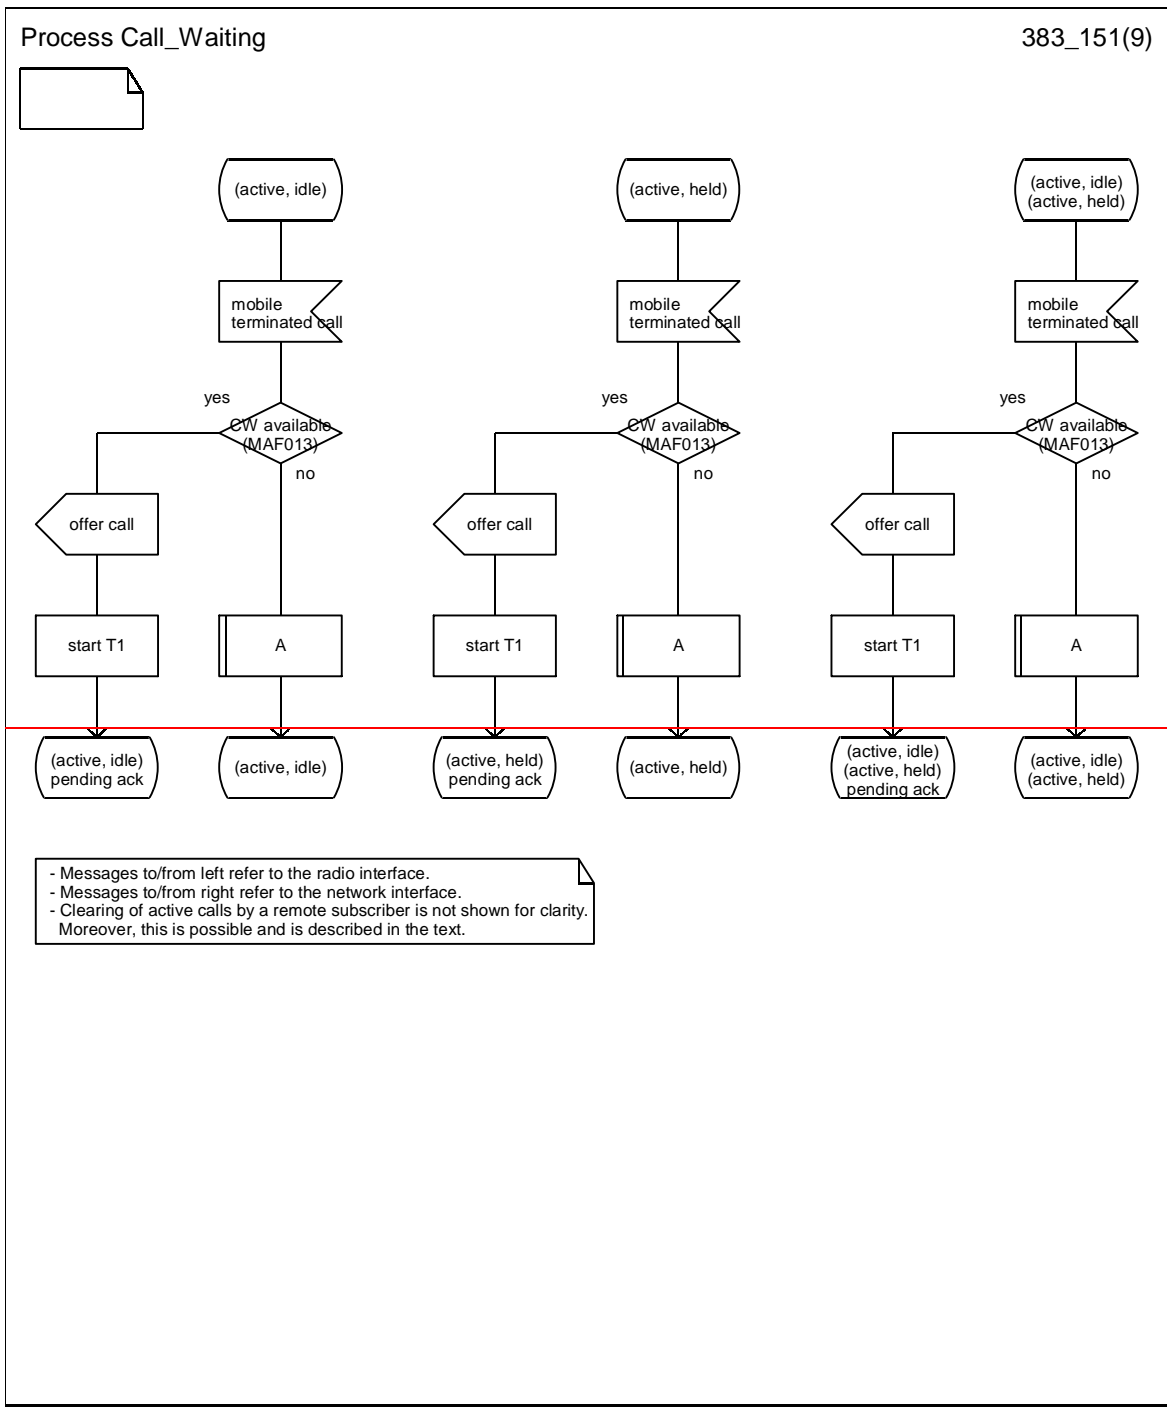 Process Call_Waiting
383_151(9)
(active, idle)
(active, held)
(active, idle)
(active, held)
mobile
terminated call
mobile
terminated call
mobile
terminated call
yes
CW available
(MAF013)
no
yes
CW available
(MAF013)
no
yes
CW available
(MAF013)
no
offer call
offer call
offer call
start T1
A
start T1
A
start T1
A
(active, idle)
pending ack
(active, idle)
(active, held)
pending ack
(active, held)
(active, idle)
(active, held)
pending ack
(active, idle)
(active, held)
- Messages to/from left refer to the radio interface.
- Messages to/from right refer to the network interface.
- Clearing of active calls by a remote subscriber is not shown for clarity.
Moreover, this is possible and is described in the text.